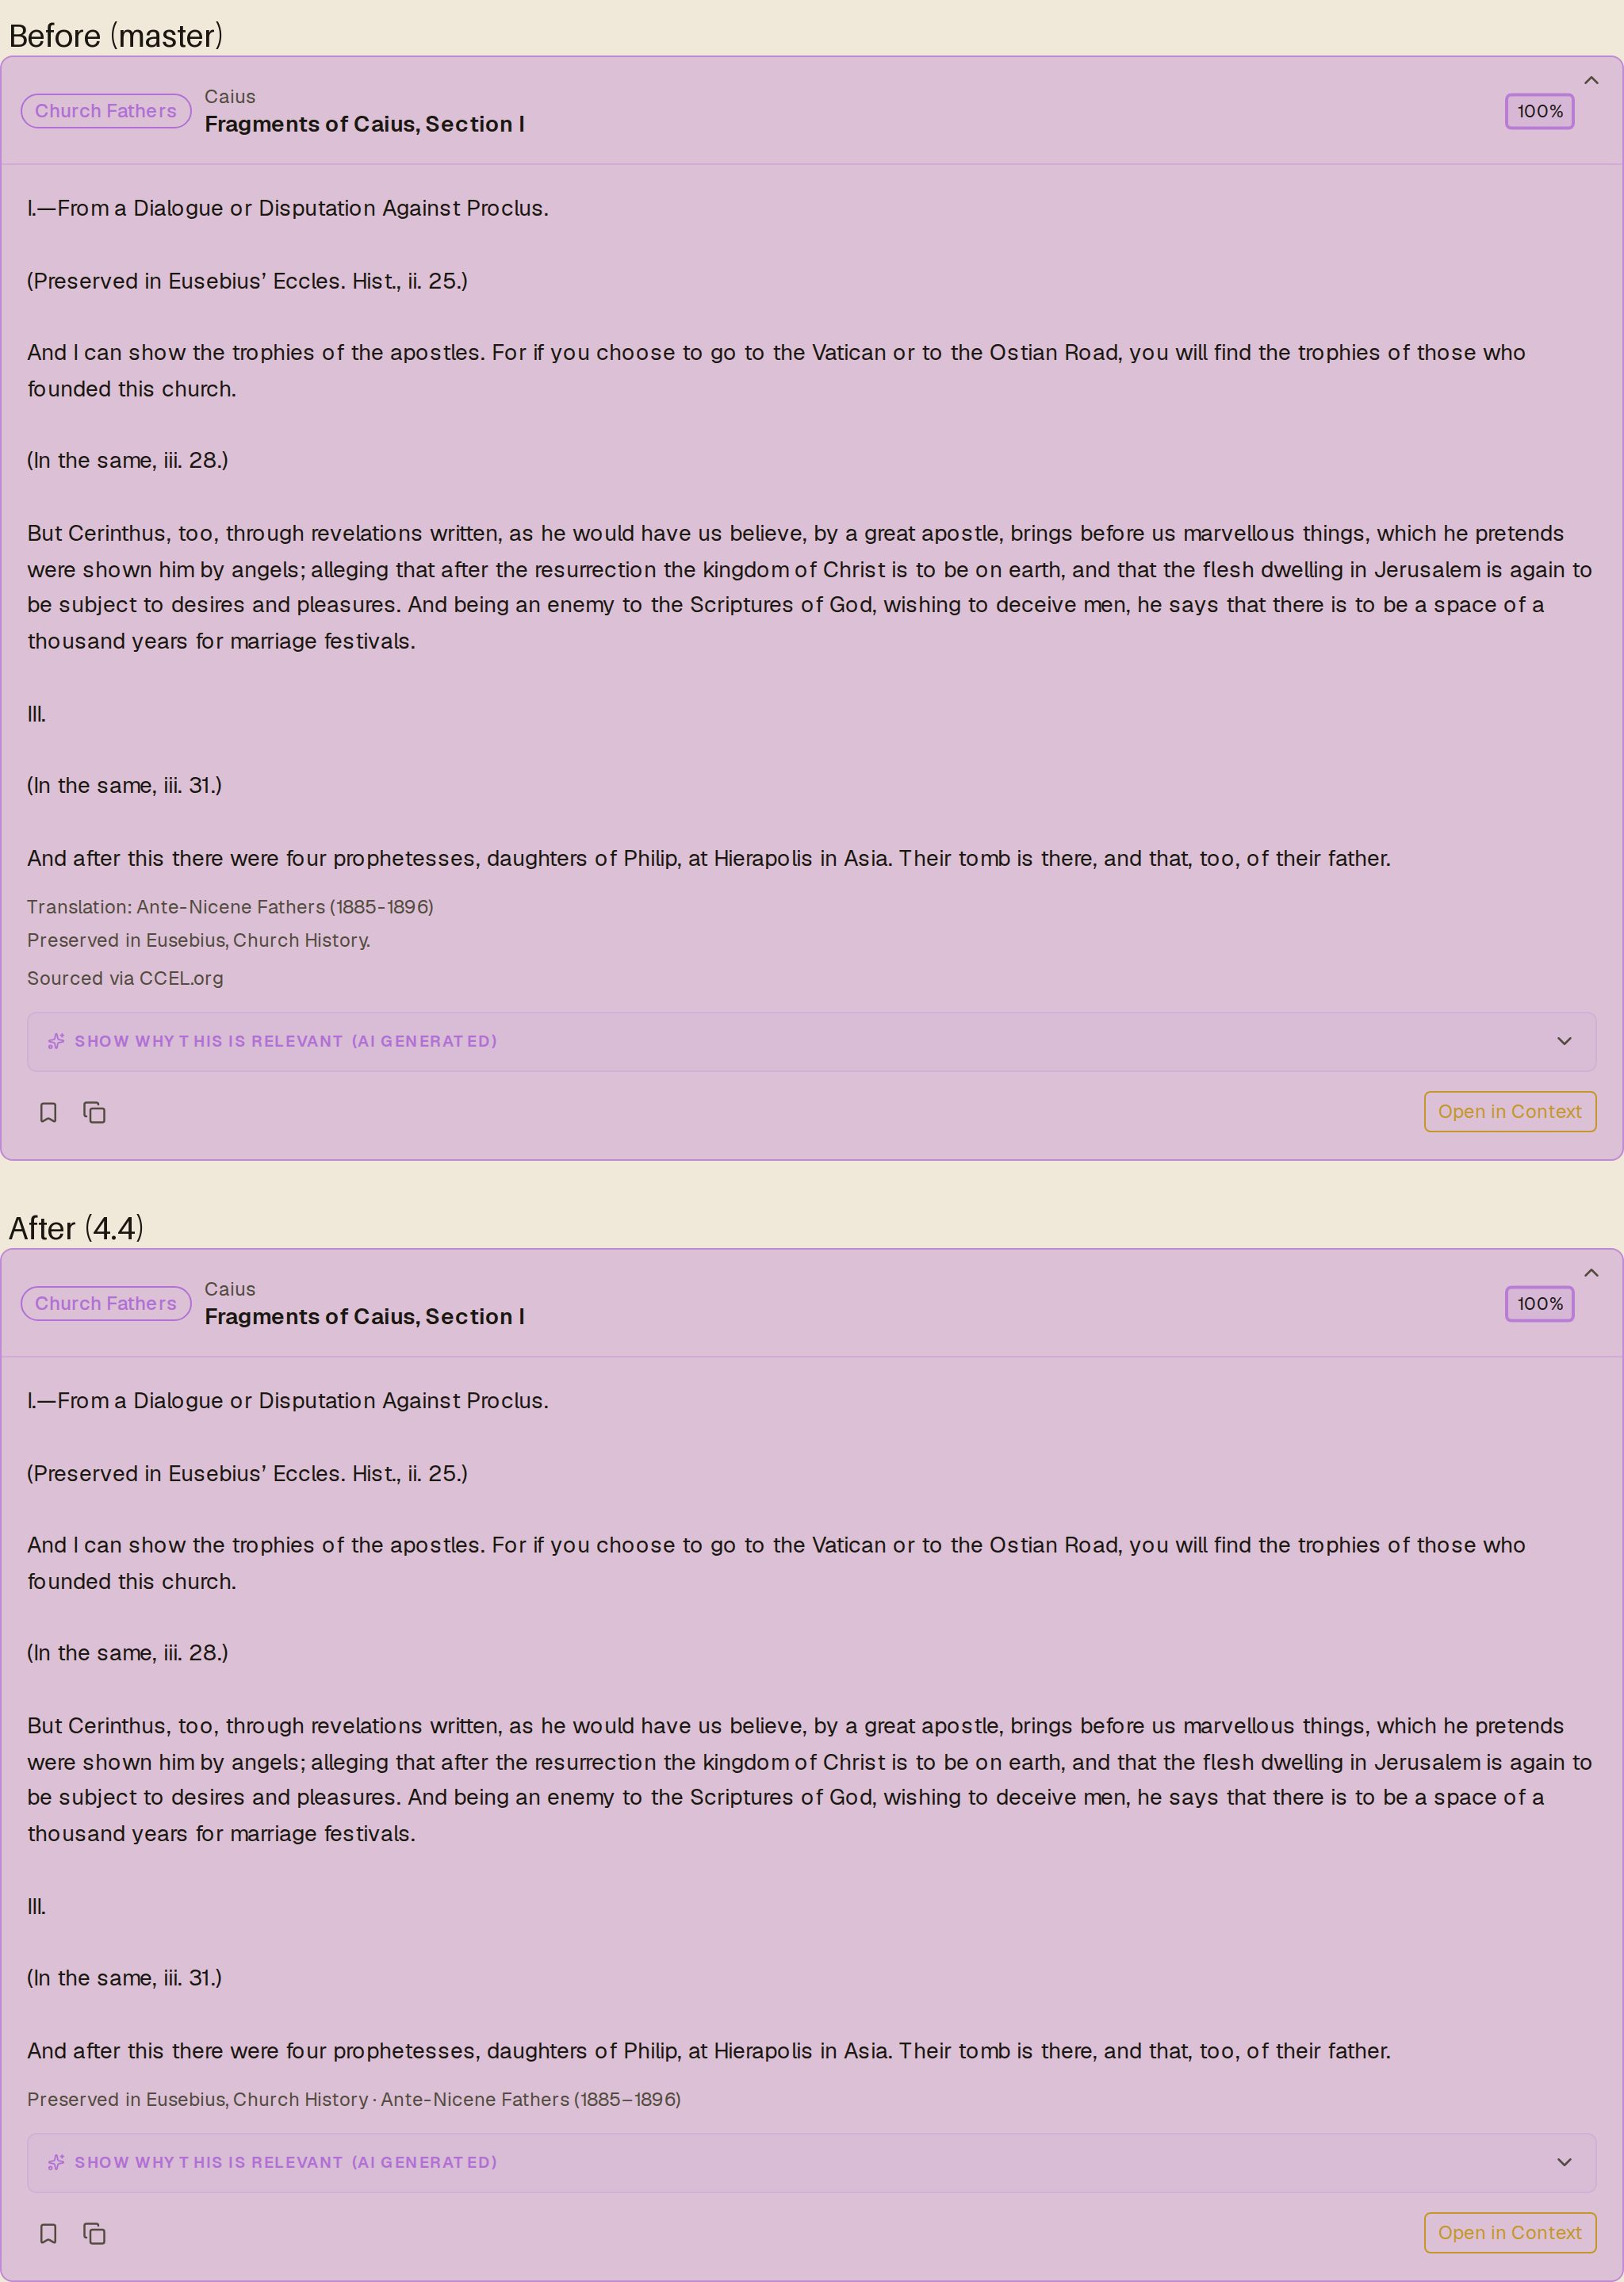 Before (master)
Church Fathers
Caius
Fragments of Caius, Section I
100%
I.—From a Dialogue or Disputation Against Proclus.
(Preserved in Eusebius’ Eccles. Hist., ii. 25.)
And I can show the trophies of the apostles. For if you choose to go to the Vatican or to the Ostian Road, you will find the trophies of those who
founded this church.
(In the same, iii. 28.)
But Cerinthus, too, through revelations written, as he would have us believe, by a great apostle, brings before us marvellous things, which he pretends
were shown him by angels; alleging that after the resurrection the kingdom of Christ is to be on earth, and that the flesh dwelling in Jerusalem is again to
be subject to desires and pleasures. And being an enemy to the Scriptures of God, wishing to deceive men, he says that there is to be a space of a
thousand years for marriage festivals.
III.
(In the same, iii. 31.)
And after this there were four prophetesses, daughters of Philip, at Hierapolis in Asia. Their tomb is there, and that, too, of their father.
Translation: Ante-Nicene Fathers (1885-1896)
Preserved in Eusebius, Church History.
Sourced via CCEL.org
SHOW WHY THIS IS RELEVANT (AI GENERATED)
Open in Context
After (4.4)
Church Fathers
Caius
Fragments of Caius, Section I
100%
I.—From a Dialogue or Disputation Against Proclus.
(Preserved in Eusebius’ Eccles. Hist., ii. 25.)
And I can show the trophies of the apostles. For if you choose to go to the Vatican or to the Ostian Road, you will find the trophies of those who
founded this church.
(In the same, iii. 28.)
But Cerinthus, too, through revelations written, as he would have us believe, by a great apostle, brings before us marvellous things, which he pretends
were shown him by angels; alleging that after the resurrection the kingdom of Christ is to be on earth, and that the flesh dwelling in Jerusalem is again to
be subject to desires and pleasures. And being an enemy to the Scriptures of God, wishing to deceive men, he says that there is to be a space of a
thousand years for marriage festivals.
III.
(In the same, iii. 31.)
And after this there were four prophetesses, daughters of Philip, at Hierapolis in Asia. Their tomb is there, and that, too, of their father.
Preserved in Eusebius, Church History · Ante-Nicene Fathers (1885–1896)
SHOW WHY THIS IS RELEVANT (AI GENERATED)
Open in Context